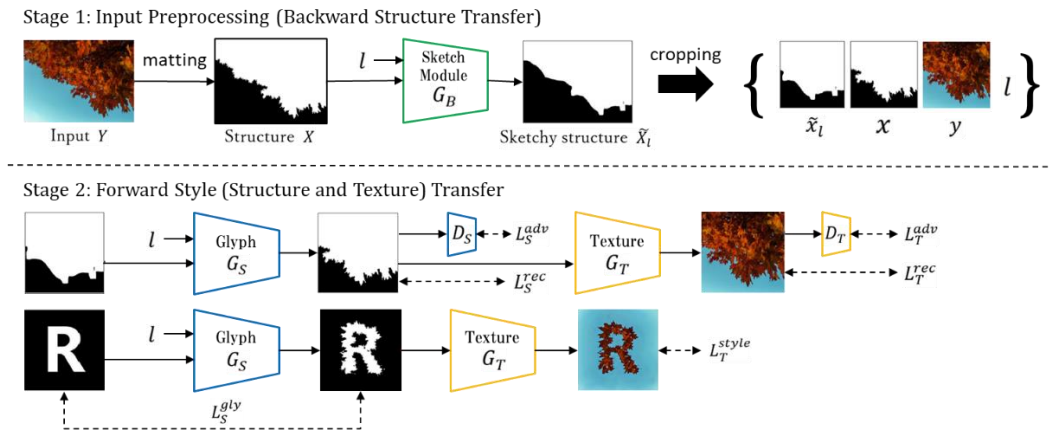 Stage 1: Input Preprocessing (Backward Structure Transfer)
matting
l
Sketch
Module
G_B
cropping
{ }
l
Input Y
Structure X
Sketchy structure X̃_l
x̃_l
x
y
Stage 2: Forward Style (Structure and Texture) Transfer
l
Glyph
G_S
D_S
L_S^adv
L_S^rec
Texture
G_T
D_T
L_T^adv
L_T^rec
R
l
Glyph
G_S
R
Texture
G_T
R
L_T^style
L_S^gly